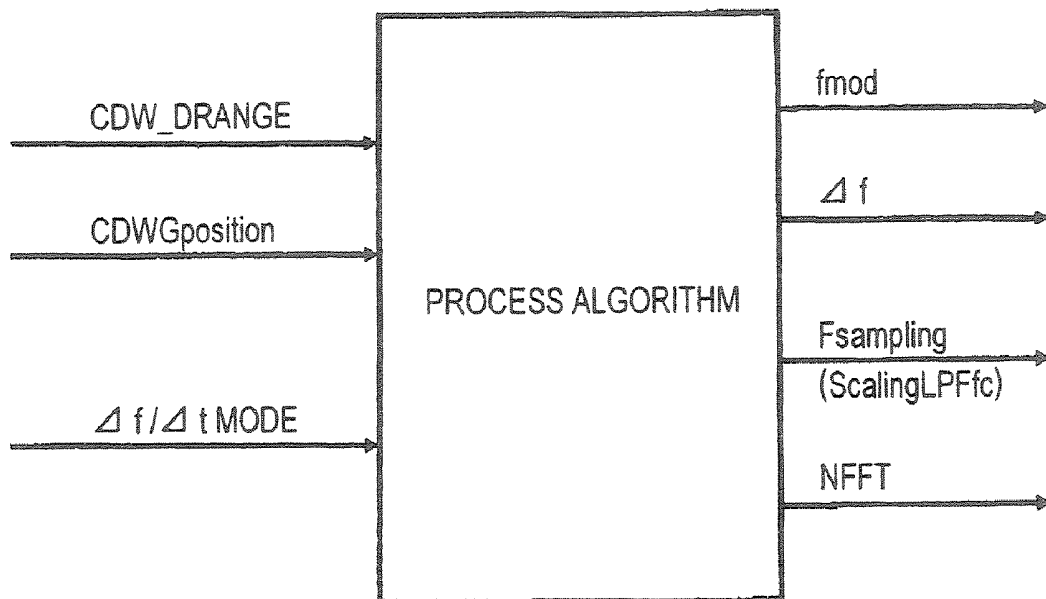 CDW_DRANGE
CDWGposition
⊿ f / ⊿ t MODE
PROCESS ALGORITHM
fmod
⊿ f
Fsampling
(ScalingLPFfc)
NFFT